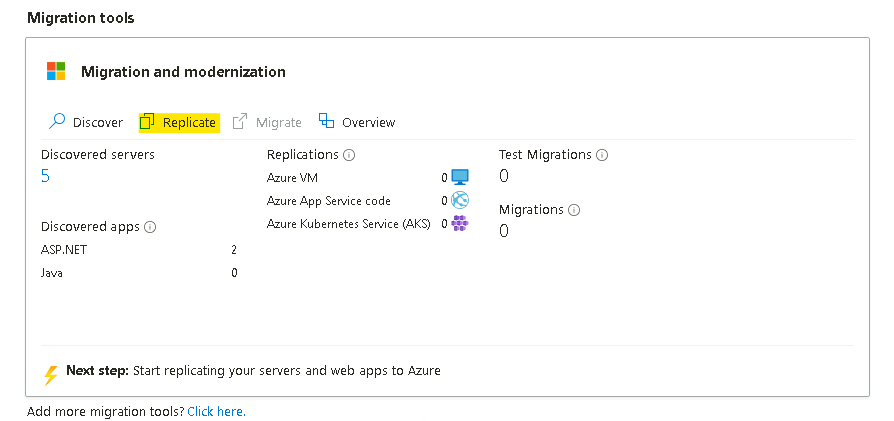 Migration tools
Migration and modernization
Discover Replicate Migrate Overview
Discovered servers
5
Discovered apps
ASP.NET 2
Java 0
Replications
Azure VM 0
Azure App Service code 0
Azure Kubernetes Service (AKS) 0
Test Migrations
0
Migrations
0
Next step: Start replicating your servers and web apps to Azure
Add more migration tools? Click here.